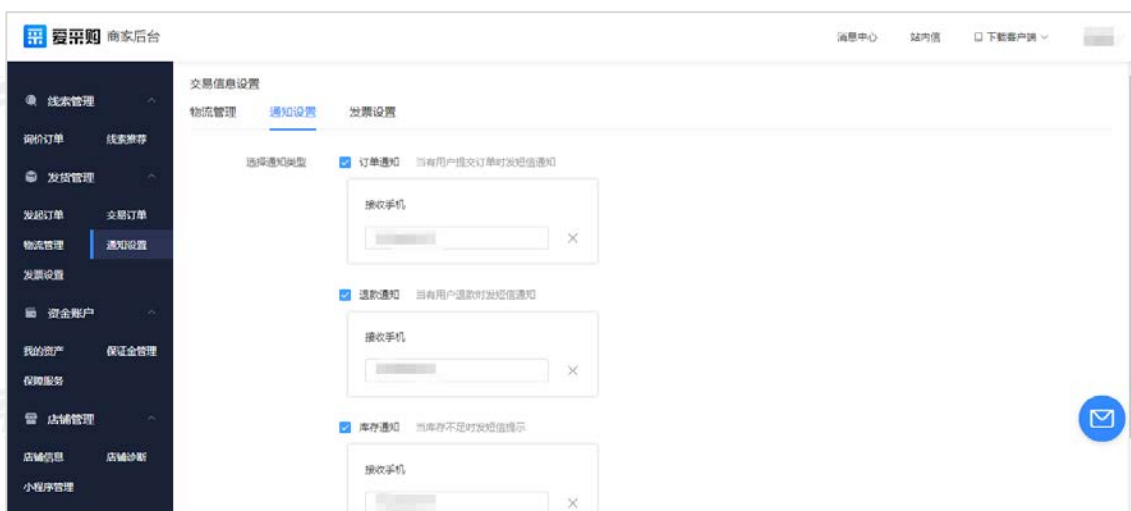 爱采购 商家后台
消息中心 站内信 下载客户端
线索管理
询价订单 线索推荐
发货管理
发起订单 交易订单
物流管理 通知设置
发票设置
资金账户
我的资产 保证金管理
保障服务
店铺管理
店铺信息 店铺诊断
小程序管理
交易信息设置
物流管理 通知设置 发票设置
选择通知类型 订单通知 当有用户提交订单时发短信通知
接收手机
退款通知 当有用户退款时发短信通知
接收手机
库存通知 当库存不足时发短信提示
接收手机